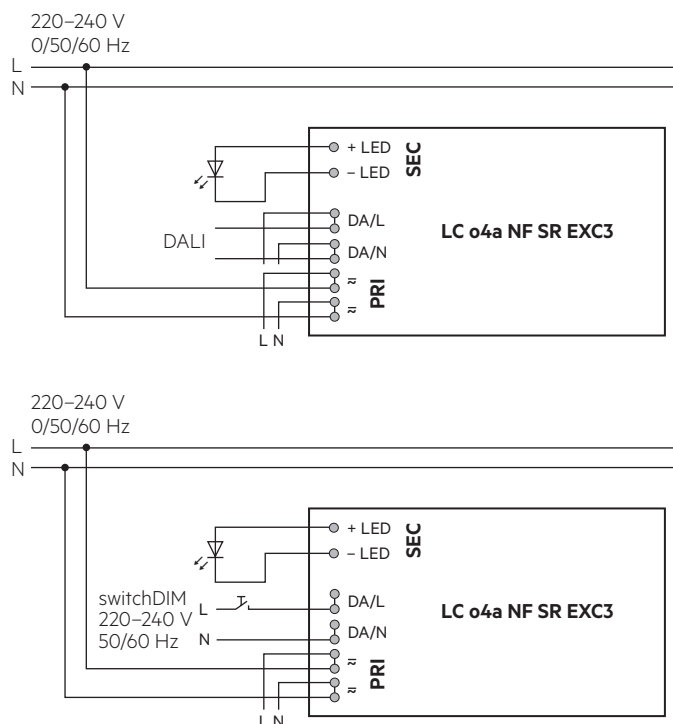 220–240 V
0/50/60 Hz
L
N
+ LED
– LED
SEC
DA/L
DALI
DA/N
LC o4a NF SR EXC3
≂
PRI
≂
L N
220–240 V
0/50/60 Hz
L
N
+ LED
– LED
SEC
switchDIM
220–240 V
50/60 Hz
L
N
DA/L
DA/N
LC o4a NF SR EXC3
≂
PRI
≂
L N